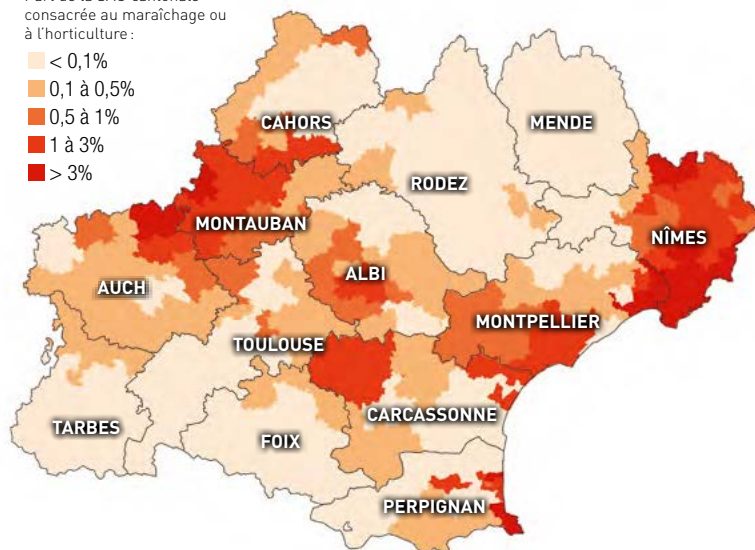 consacrée au maraîchage ou
à l'horticulture :
< 0,1%
0,1 à 0,5%
0,5 à 1%
1 à 3%
> 3%
CAHORS
MENDE
RODEZ
MONTAUBAN
NÎMES
ALBI
AUCH
MONTPELLIER
TOULOUSE
CARCASSONNE
TARBES
FOIX
PERPIGNAN